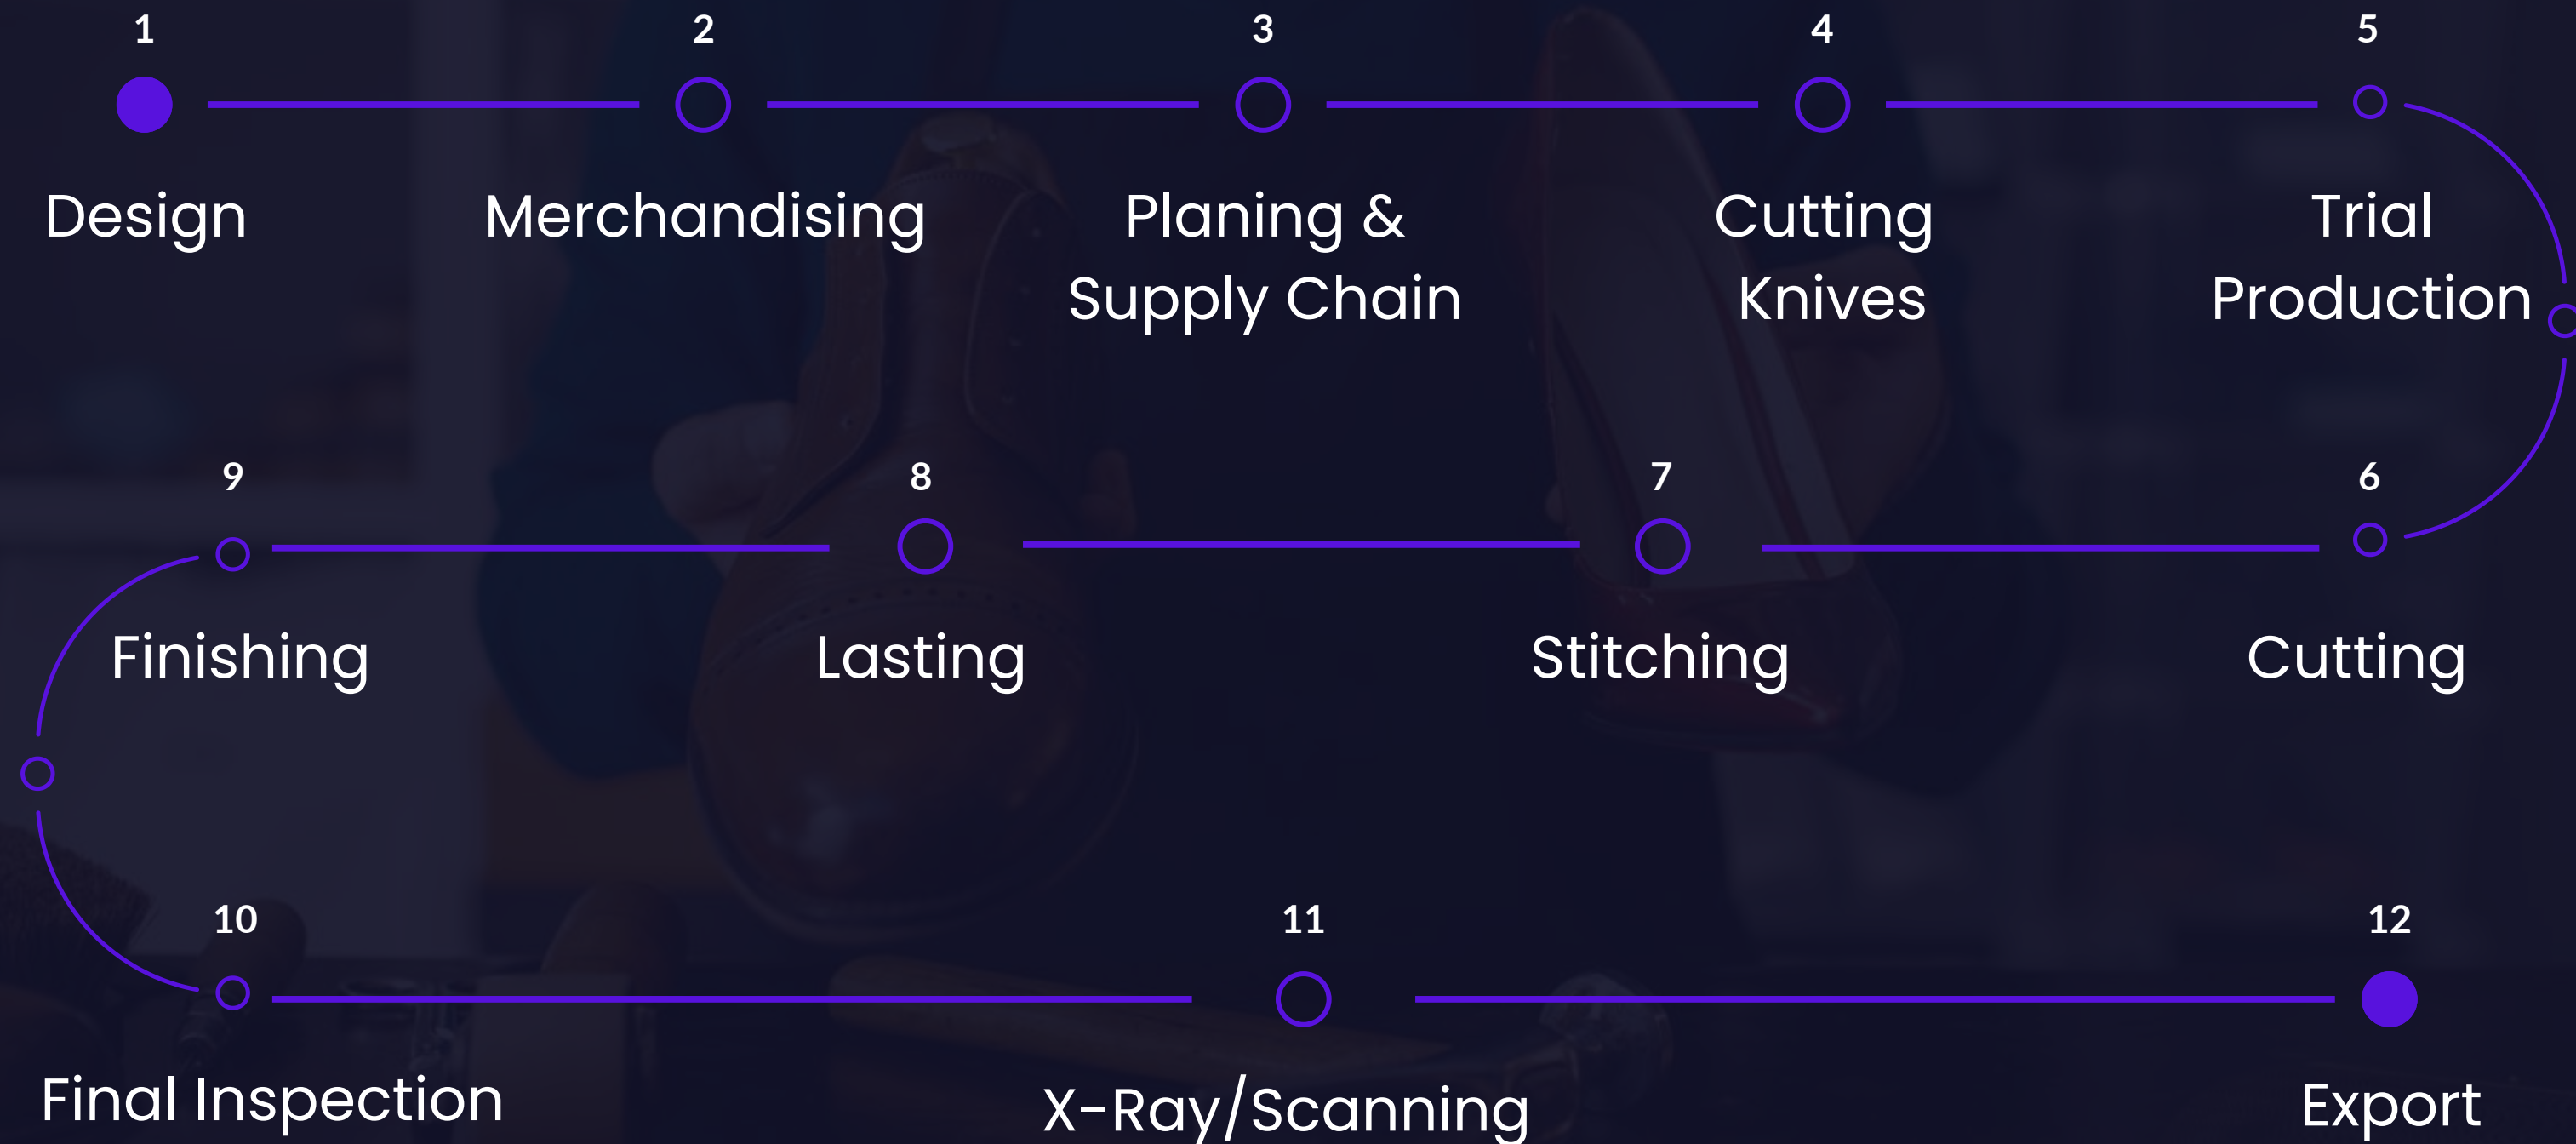 1
2
3
4
5
Design
Merchandising
Planing &
Supply Chain
Cutting
Knives
Trial
Production
9
8
7
6
Finishing
Lasting
Stitching
Cutting
10
11
12
Final Inspection
X-Ray/Scanning
Export